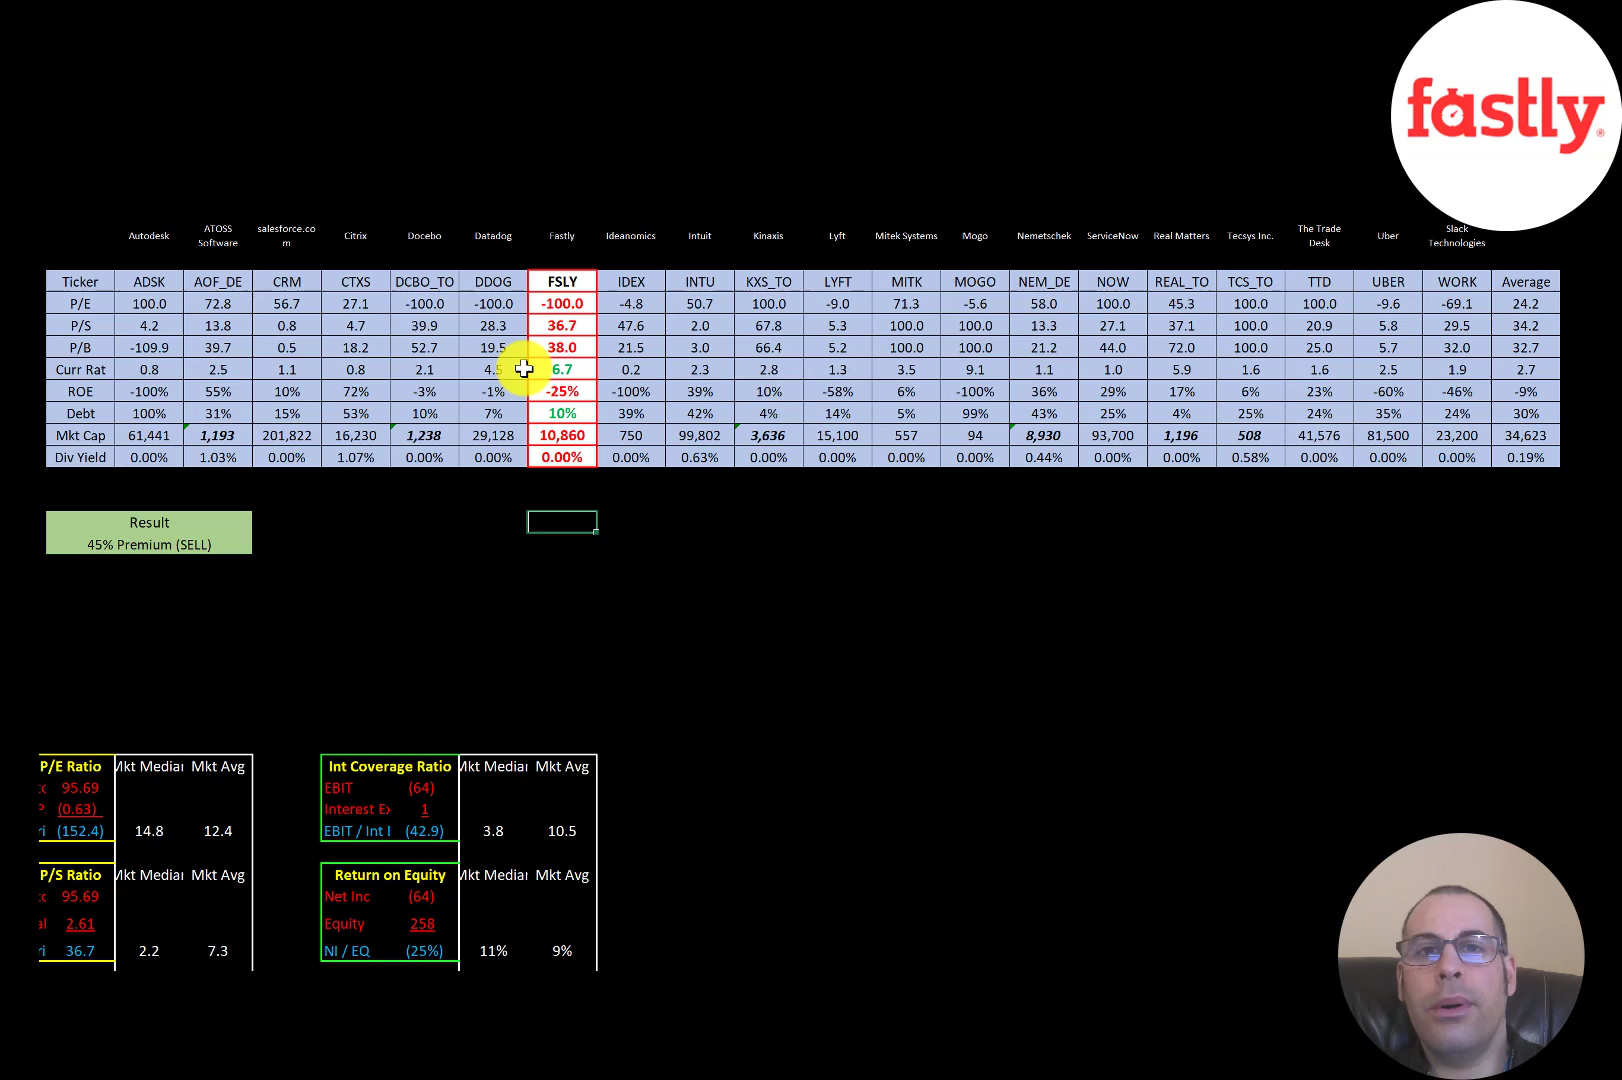 fastly®
Autodesk ATOSS Software salesforce.com Citrix Docebo Datadog Fastly Ideanomics Intuit Kinaxis Lyft Mitek Systems Mogo Nemetschek ServiceNow Real Matters Tecsys Inc. The Trade Desk Uber Slack Technologies
Ticker ADSK AOF_DE CRM CTXS DCBO_TO DDOG FSLY IDEX INTU KXS_TO LYFT MITK MOGO NEM_DE NOW REAL_TO TCS_TO TTD UBER WORK Average
P/E 100.0 72.8 56.7 27.1 -100.0 -100.0 -100.0 -4.8 50.7 100.0 -9.0 71.3 -5.6 58.0 100.0 45.3 100.0 100.0 -9.6 -69.1 24.2
P/S 4.2 13.8 0.8 4.7 39.9 28.3 36.7 47.6 2.0 67.8 5.3 100.0 100.0 13.3 27.1 37.1 100.0 20.9 5.8 29.5 34.2
P/B -109.9 39.7 0.5 18.2 52.7 19.5 38.0 21.5 3.0 66.4 5.2 100.0 100.0 21.2 44.0 72.0 100.0 25.0 5.7 32.0 32.7
Curr Rat 0.8 2.5 1.1 0.8 2.1 4.5 6.7 0.2 2.3 2.8 1.3 3.5 9.1 1.1 1.0 5.9 1.6 1.6 2.5 1.9 2.7
ROE -100% 55% 10% 72% -3% -1% -25% -100% 39% 10% -58% 6% -100% 36% 29% 17% 6% 23% -60% -46% -9%
Debt 100% 31% 15% 53% 10% 7% 10% 39% 42% 4% 14% 5% 99% 43% 25% 4% 25% 24% 35% 24% 30%
Mkt Cap 61,441 1,193 201,822 16,230 1,238 29,128 10,860 750 99,802 3,636 15,100 557 94 8,930 93,700 1,196 508 41,576 81,500 23,200 34,623
Div Yield 0.00% 1.03% 0.00% 1.07% 0.00% 0.00% 0.00% 0.00% 0.63% 0.00% 0.00% 0.00% 0.00% 0.44% 0.00% 0.00% 0.58% 0.00% 0.00% 0.00% 0.19%
Result
45% Premium (SELL)
P/E Ratio Mkt Avg
95.69
(0.63)
(152.4) 14.8 12.4
P/S Ratio Mkt Avg
95.69
2.61
36.7 2.2 7.3
Int Coverage Ratio Mkt Avg
EBIT (64)
Interest 1
EBIT / Int (42.9) 3.8 10.5
Return on Equity Mkt Avg
Net Inc (64)
Equity 258
NI / EQ (25%) 11% 9%